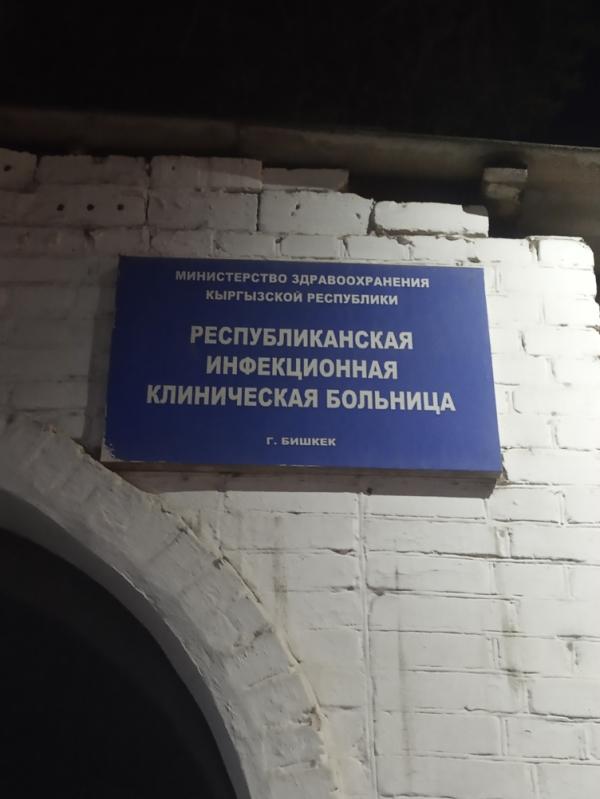 МИНИСТЕРСТВО ЗДРАВООХРАНЕНИЯ
КЫРГЫЗСКОЙ РЕСПУБЛИКИ
РЕСПУБЛИКАНСКАЯ
ИНФЕКЦИОННАЯ
КЛИНИЧЕСКАЯ БОЛЬНИЦА
Г. БИШКЕК